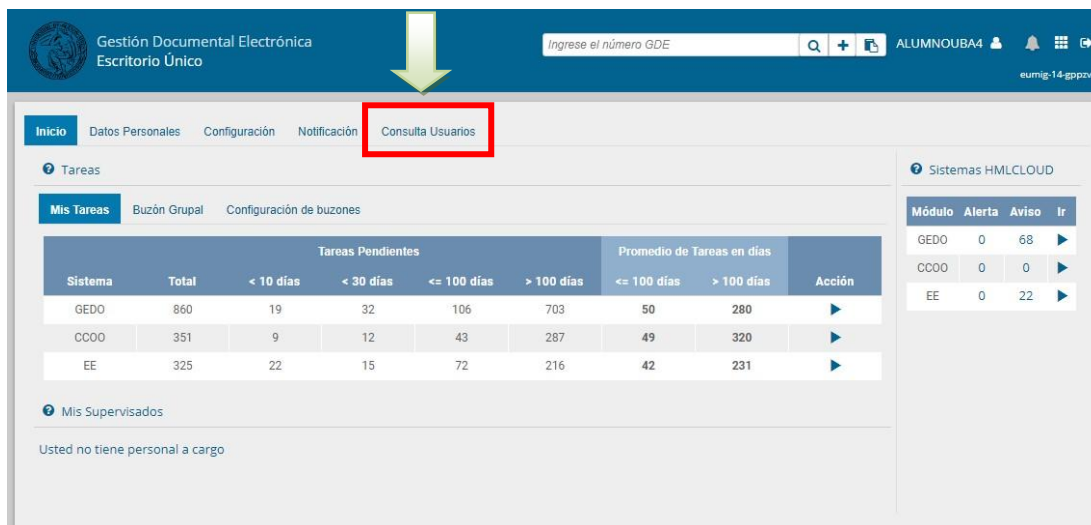 Gestión Documental Electrónica
Escritorio Único
Ingrese el número GDE
ALUMNOUBA4
eumig-14-gppzv
Inicio Datos Personales Configuración Notificación Consulta Usuarios
Tareas
Mis Tareas Buzón Grupal Configuración de buzones
Tareas Pendientes Promedio de Tareas en días
Sistema Total < 10 días < 30 días <= 100 días > 100 días <= 100 días > 100 días Acción
GEDO 860 19 32 106 703 50 280
CCOO 351 9 12 43 287 49 320
EE 325 22 15 72 216 42 231
Mis Supervisados
Usted no tiene personal a cargo
Sistemas HMLCLOUD
Módulo Alerta Aviso Ir
GEDO 0 68
CCOO 0 0
EE 0 22